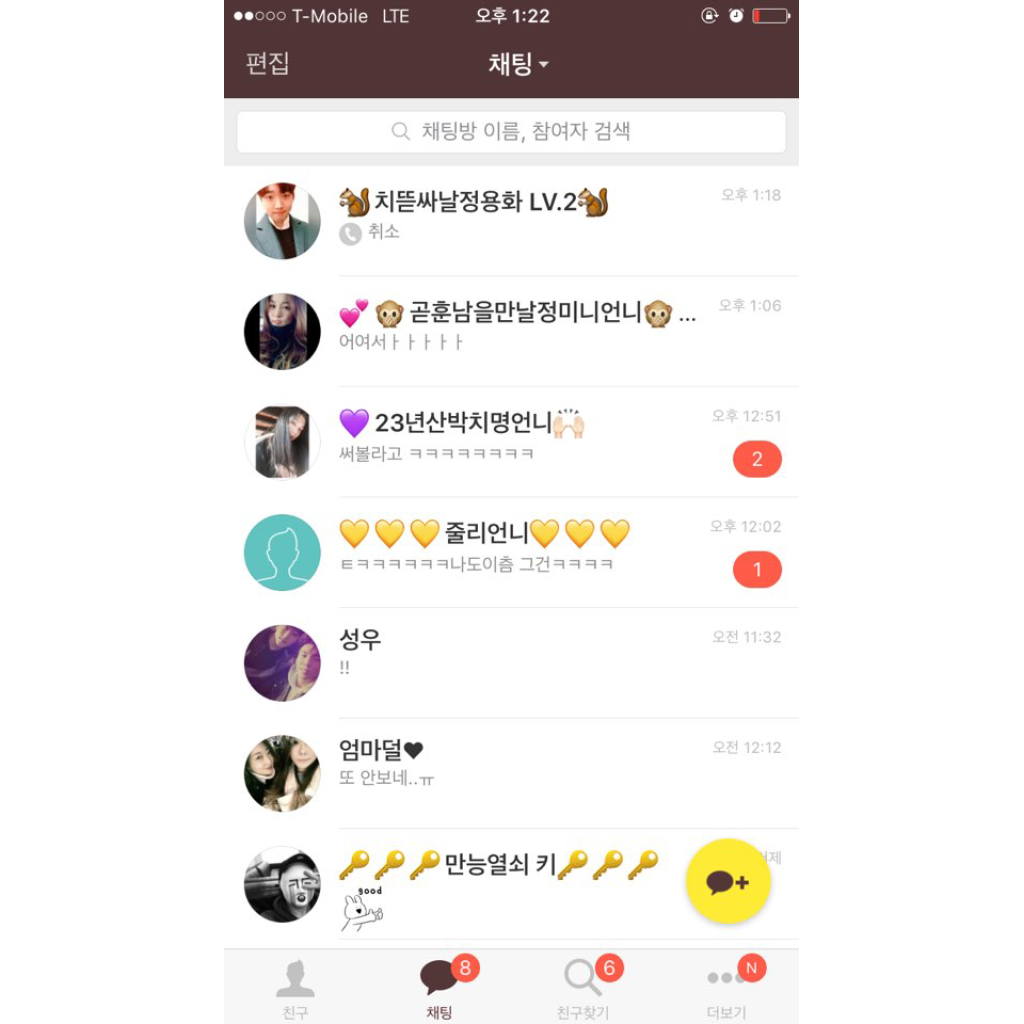 T-Mobile LTE 오후 1:22
편집 채팅
채팅방 이름, 참여자 검색
🐿치뜯싸날정용화 LV.2🐿 오후 1:18
취소
💕🙊곧훈남을만날정미니언니🐵... 오후 1:06
어여서ㅏㅏㅏㅏㅏ
💜23년산박치명언니🙌🏻 오후 12:51
써볼라고 ㅋㅋㅋㅋㅋㅋㅋㅋ 2
💛💛💛줄리언니💛💛💛 오후 12:02
ㅌㅋㅋㅋㅋㅋㅋ나도이츰 그건ㅋㅋㅋㅋ 1
성우 오전 11:32
!!
엄마덜♥ 오전 12:12
또 안보네..ㅠ
🔑🔑🔑만능열쇠 키🔑🔑🔑
good
8 6 N
친구 채팅 친구찾기 더보기